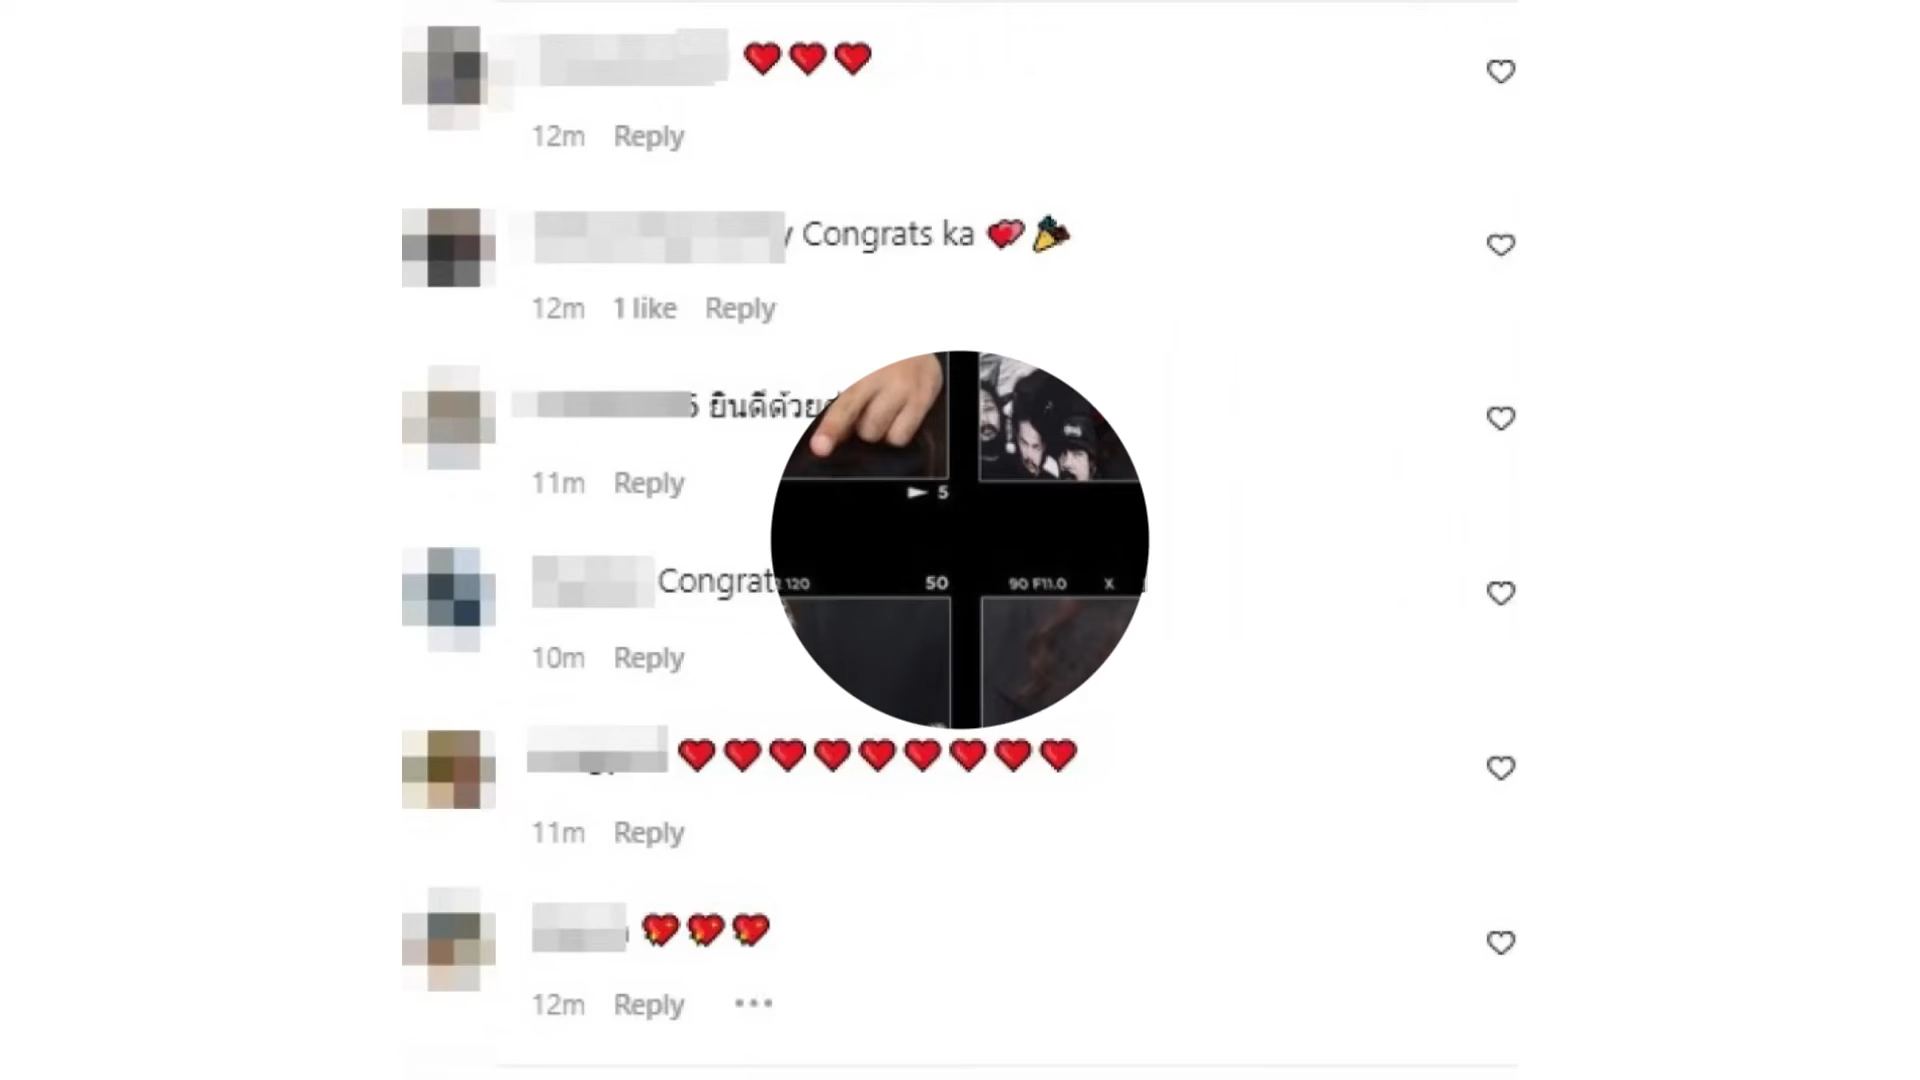 ❤️❤️❤️
12m Reply
Congrats ka 💕🎉
12m 1 like Reply
ยินดีด้วย
11m Reply
5
Congrat
120 50 90 F11.0 X
10m Reply
❤️❤️❤️❤️❤️❤️❤️❤️❤️
11m Reply
💖💖💖
12m Reply •••